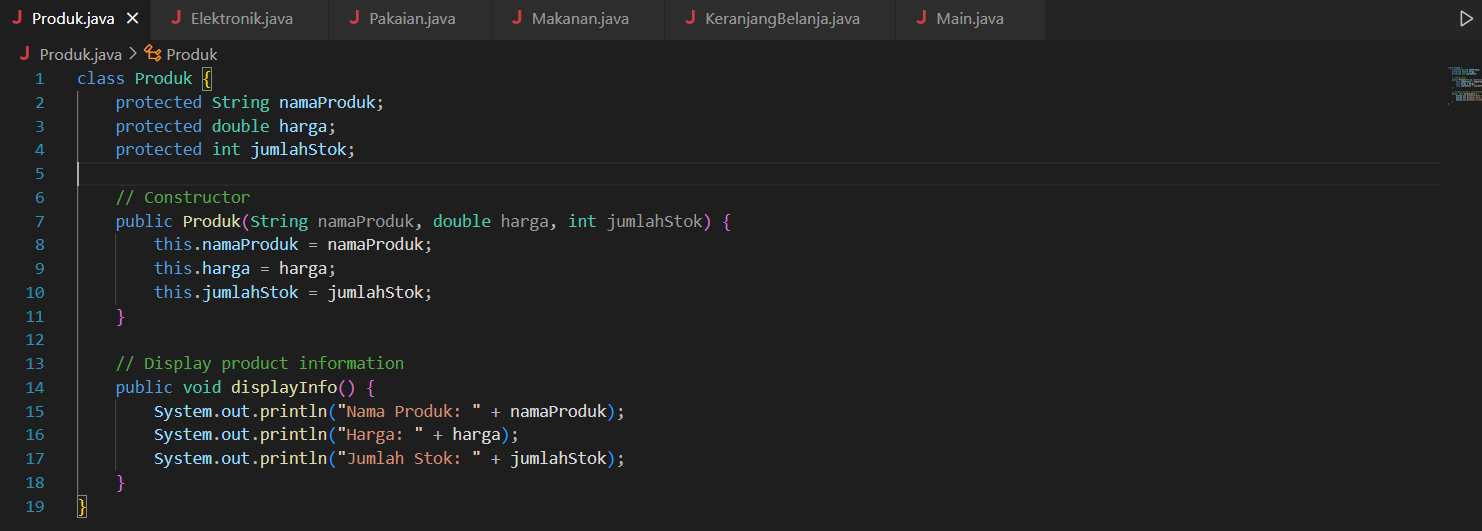 Produk.java Elektronik.java Pakaian.java Makanan.java KeranjangBelanja.java Main.java
Produk.java > Produk
1 class Produk {
2     protected String namaProduk;
3     protected double harga;
4     protected int jumlahStok;
5
6     // Constructor
7     public Produk(String namaProduk, double harga, int jumlahStok) {
8         this.namaProduk = namaProduk;
9         this.harga = harga;
10         this.jumlahStok = jumlahStok;
11     }
12
13     // Display product information
14     public void displayInfo() {
15         System.out.println("Nama Produk: " + namaProduk);
16         System.out.println("Harga: " + harga);
17         System.out.println("Jumlah Stok: " + jumlahStok);
18     }
19 }